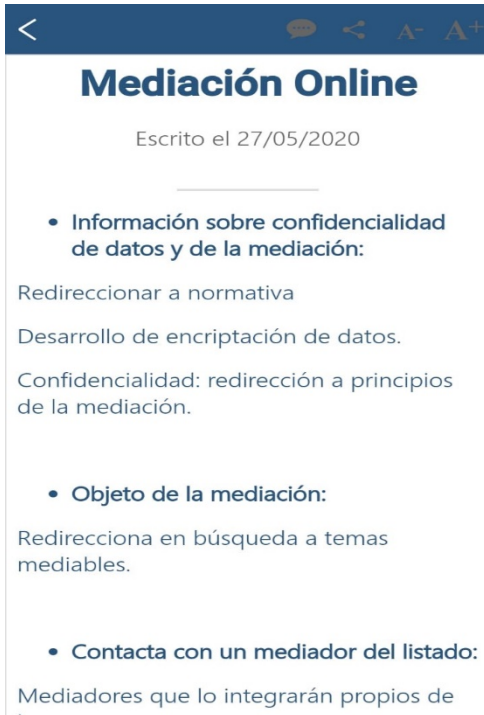 A- A+
Mediación Online
Escrito el 27/05/2020
• Información sobre confidencialidad
de datos y de la mediación:
Redireccionar a normativa
Desarrollo de encriptación de datos.
Confidencialidad: redirección a principios
de la mediación.
• Objeto de la mediación:
Redirecciona en búsqueda a temas
mediables.
• Contacta con un mediador del listado:
Mediadores que lo integrarán propios de